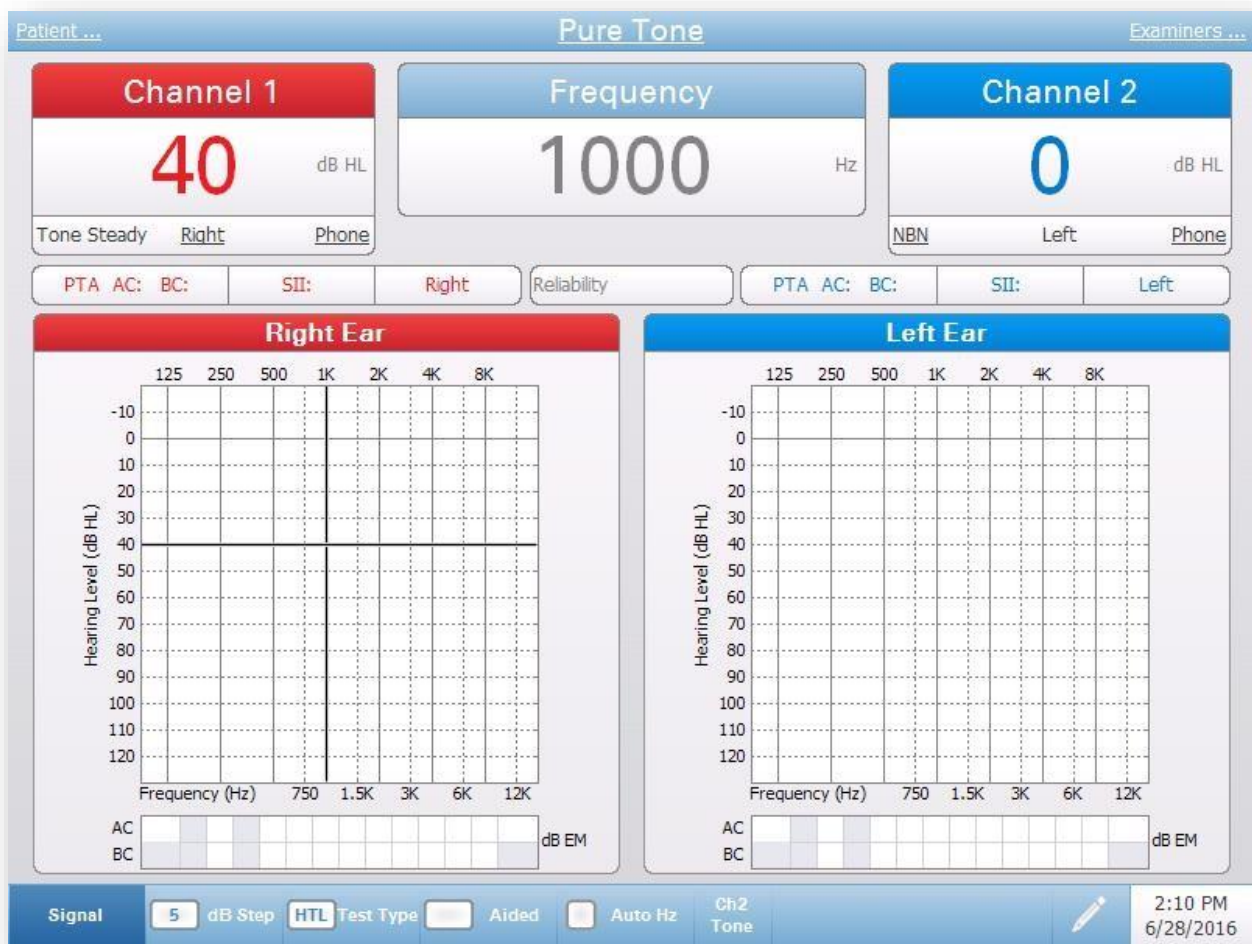 Patient ... Pure Tone Examiners ...
Channel 1 Frequency Channel 2
40 dB HL 1000 Hz 0 dB HL
Tone Steady Right Phone NBN Left Phone
PTA AC: BC: SII: Right Reliability PTA AC: BC: SII: Left
Right Ear
125 250 500 1K 2K 4K 8K
-10
0
10
20
30
40
50
60
70
80
90
100
110
120
Hearing Level (dB HL)
Frequency (Hz) 750 1.5K 3K 6K 12K
AC
BC
dB EM
Left Ear
125 250 500 1K 2K 4K 8K
-10
0
10
20
30
40
50
60
70
80
90
100
110
120
Hearing Level (dB HL)
Frequency (Hz) 750 1.5K 3K 6K 12K
AC
BC
dB EM
Signal 5 dB Step HTL Test Type Aided Auto Hz
Ch2
Tone
2:10 PM
6/28/2016